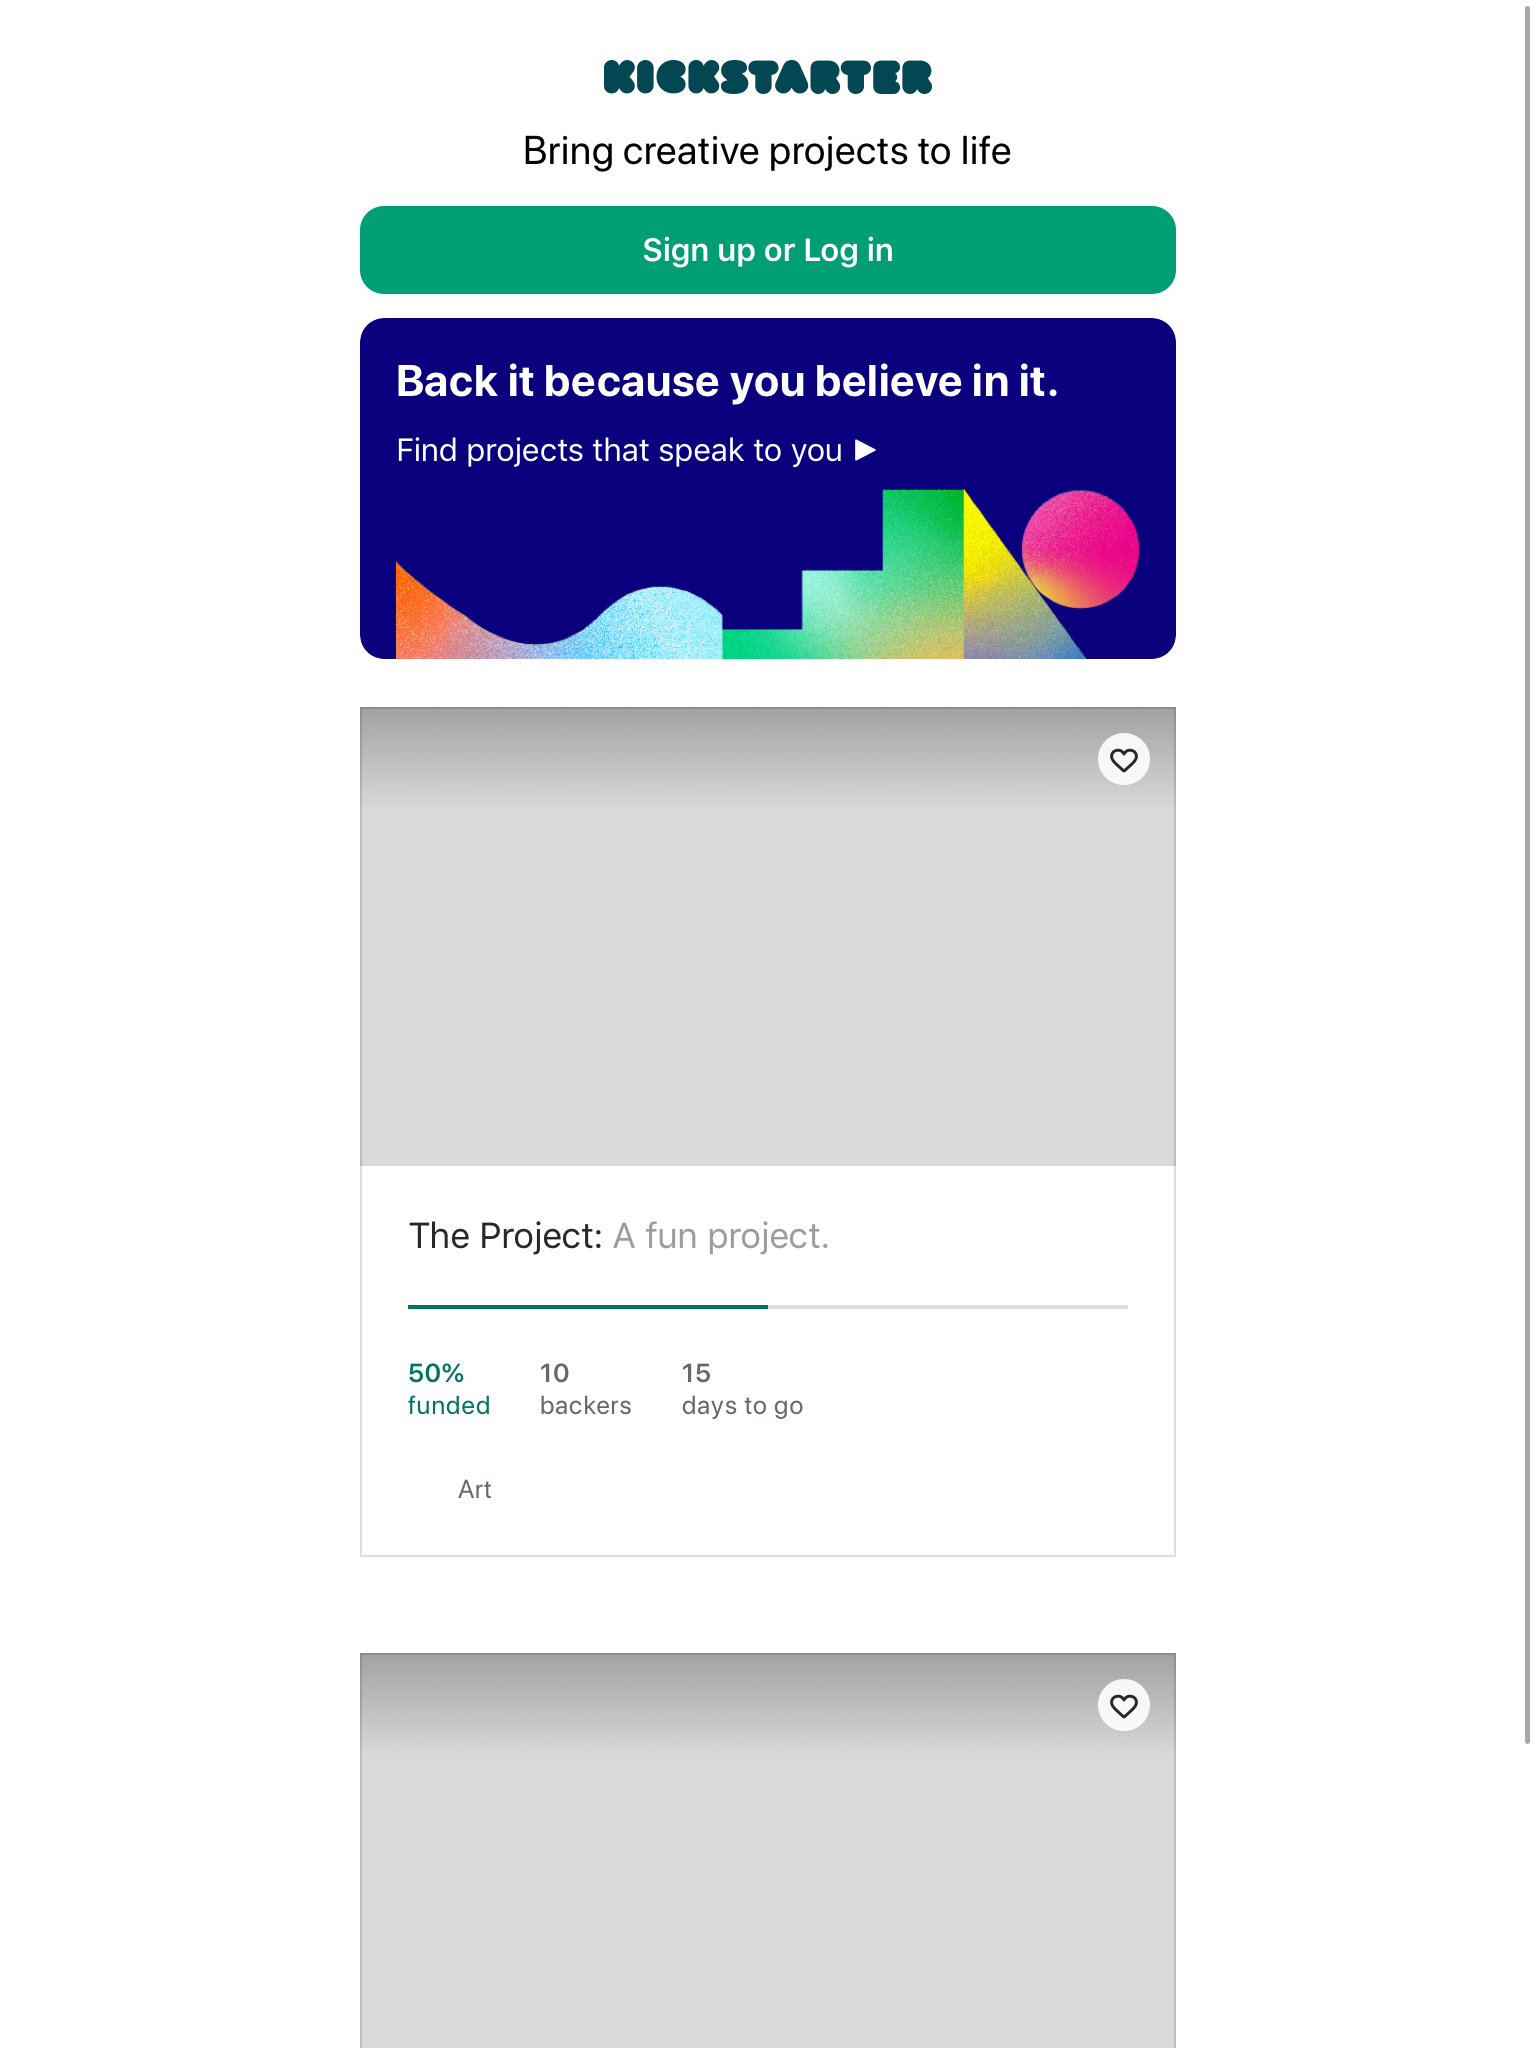 KICKSTARTER
Bring creative projects to life
Sign up or Log in
Back it because you believe in it.
Find projects that speak to you ▶
The Project: A fun project.
50% 10 15
funded backers days to go
Art